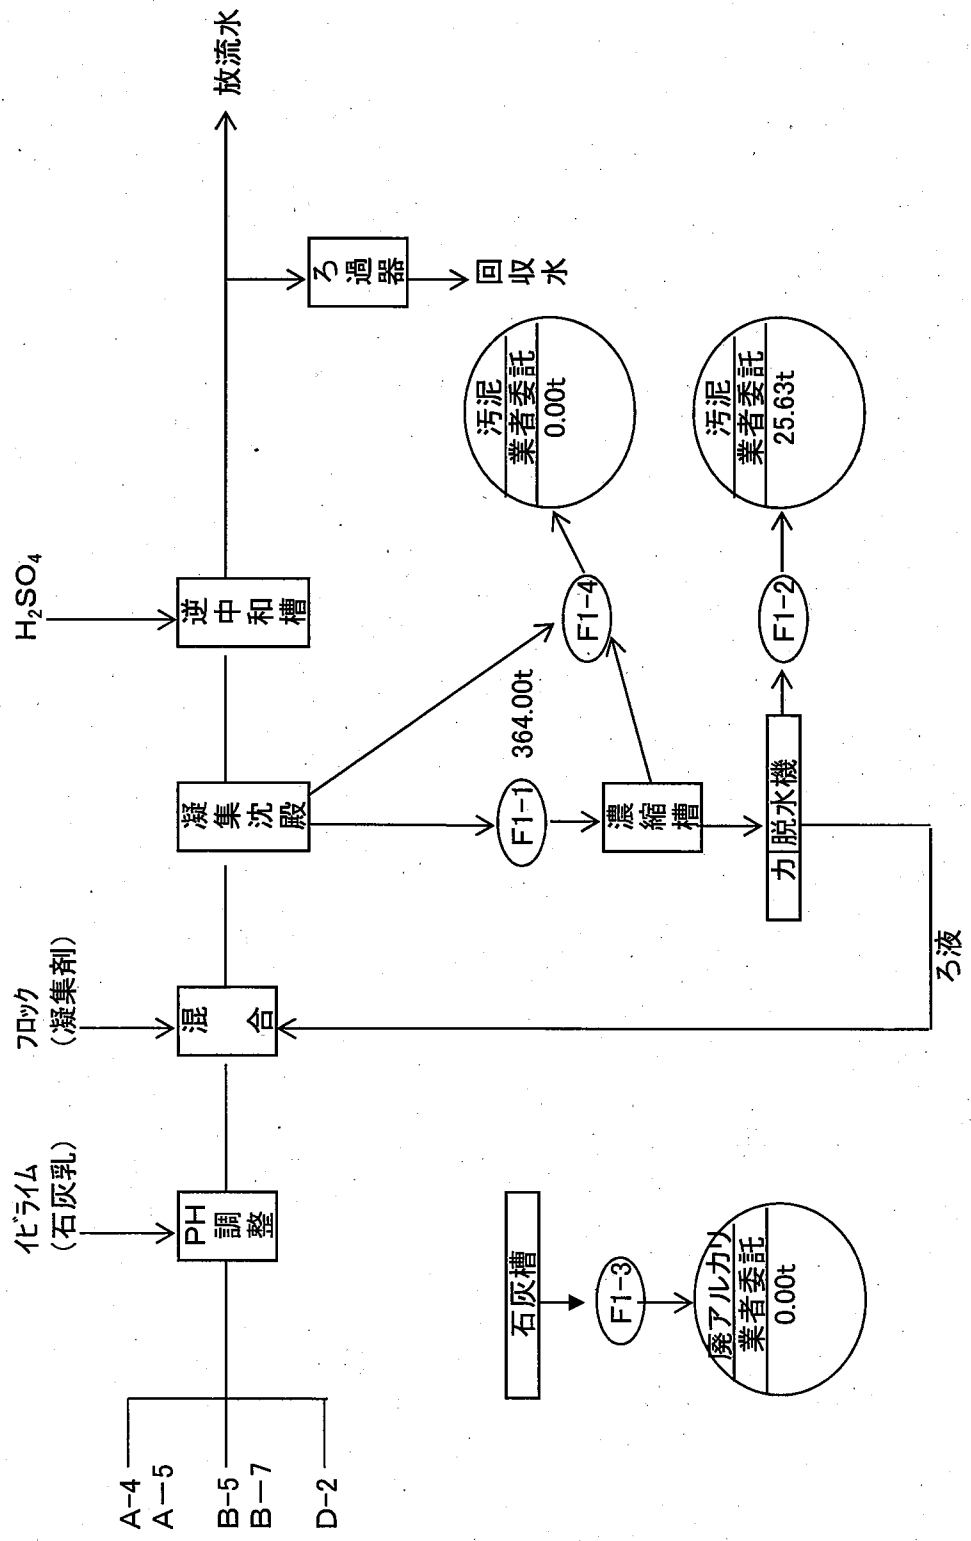 A-4
A-5
B-5
B-7
D-2
イビライム
(石灰乳)
PH
調
整
フロック
(凝集剤)
混 合
凝
集
沈
殿
H₂SO₄
逆
中
和
槽
放流水
ろ
過
器
回
収
水
F1-1
364.00t
F1-4
汚泥
業者委託
0.00t
濃
縮
槽
力 脱水機
F1-2
汚泥
業者委託
25.63t
ろ液
石灰槽
F1-3
廃アルカリ
業者委託
0.00t